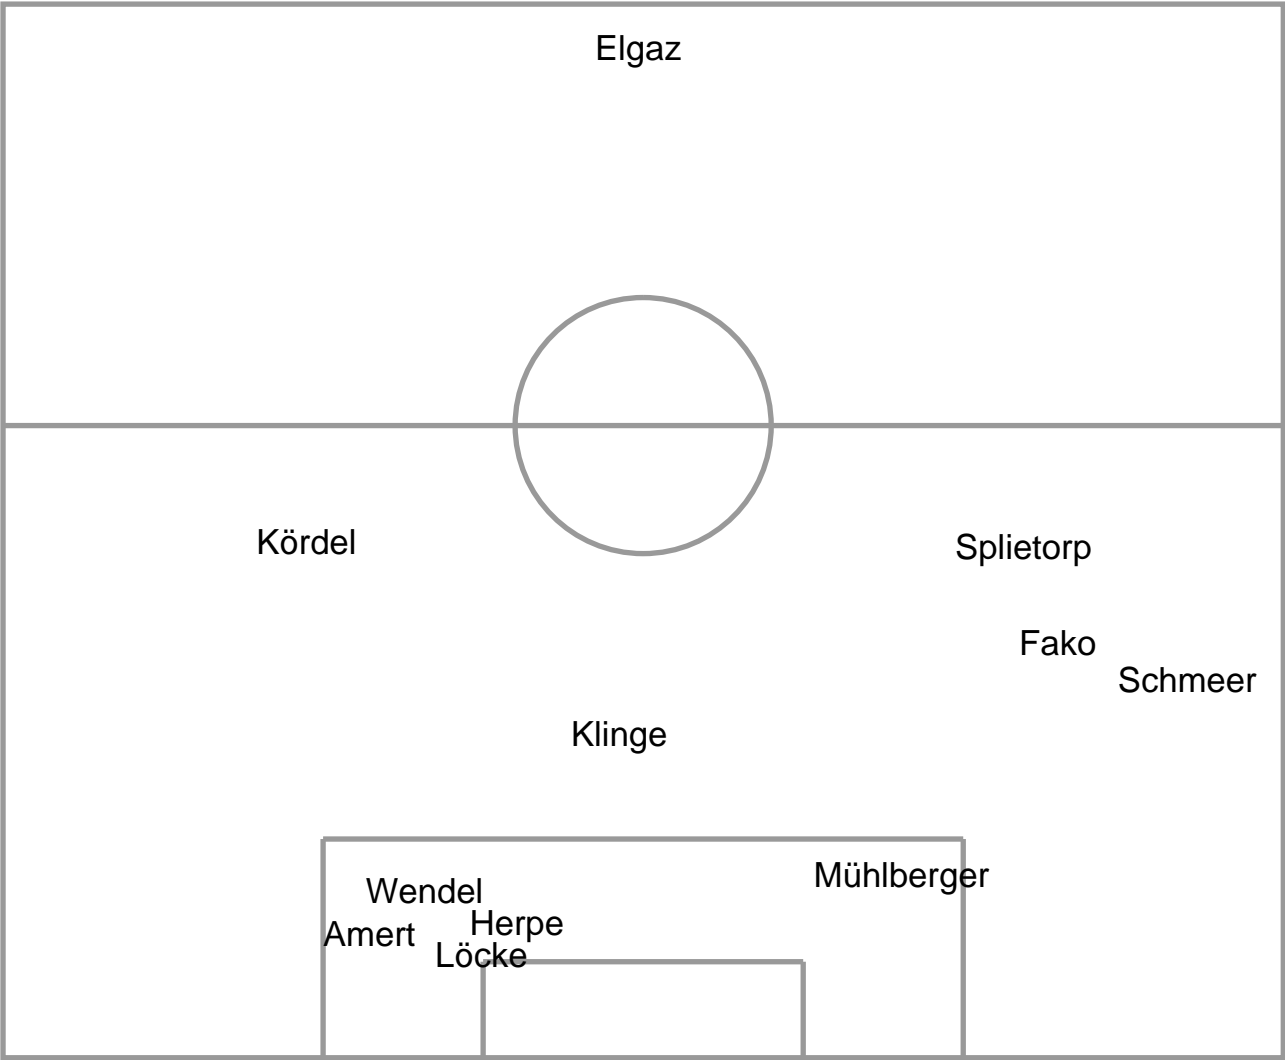 Elgaz
Kördel
Splietorp
Fako
Schmeer
Klinge
Mühlberger
Wendel
Herpe
Amert
Löcke